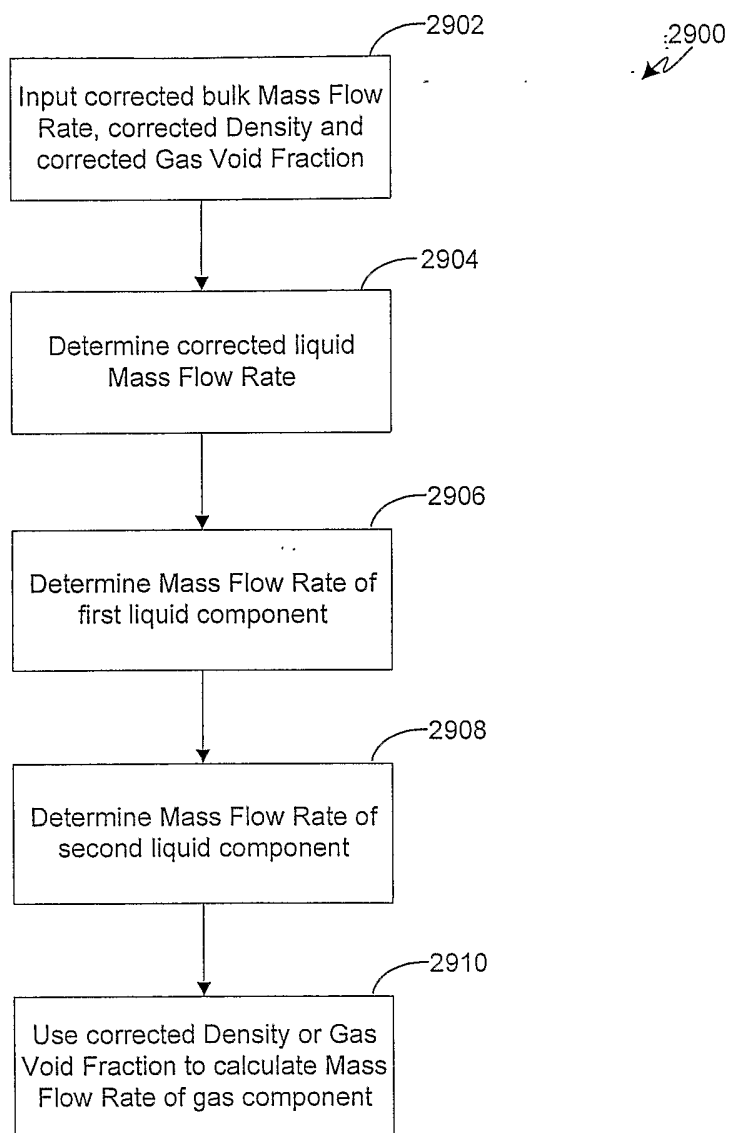 2902
2900
Input corrected bulk Mass Flow
Rate, corrected Density and
corrected Gas Void Fraction
2904
Determine corrected liquid
Mass Flow Rate
2906
Determine Mass Flow Rate of
first liquid component
2908
Determine Mass Flow Rate of
second liquid component
2910
Use corrected Density or Gas
Void Fraction to calculate Mass
Flow Rate of gas component